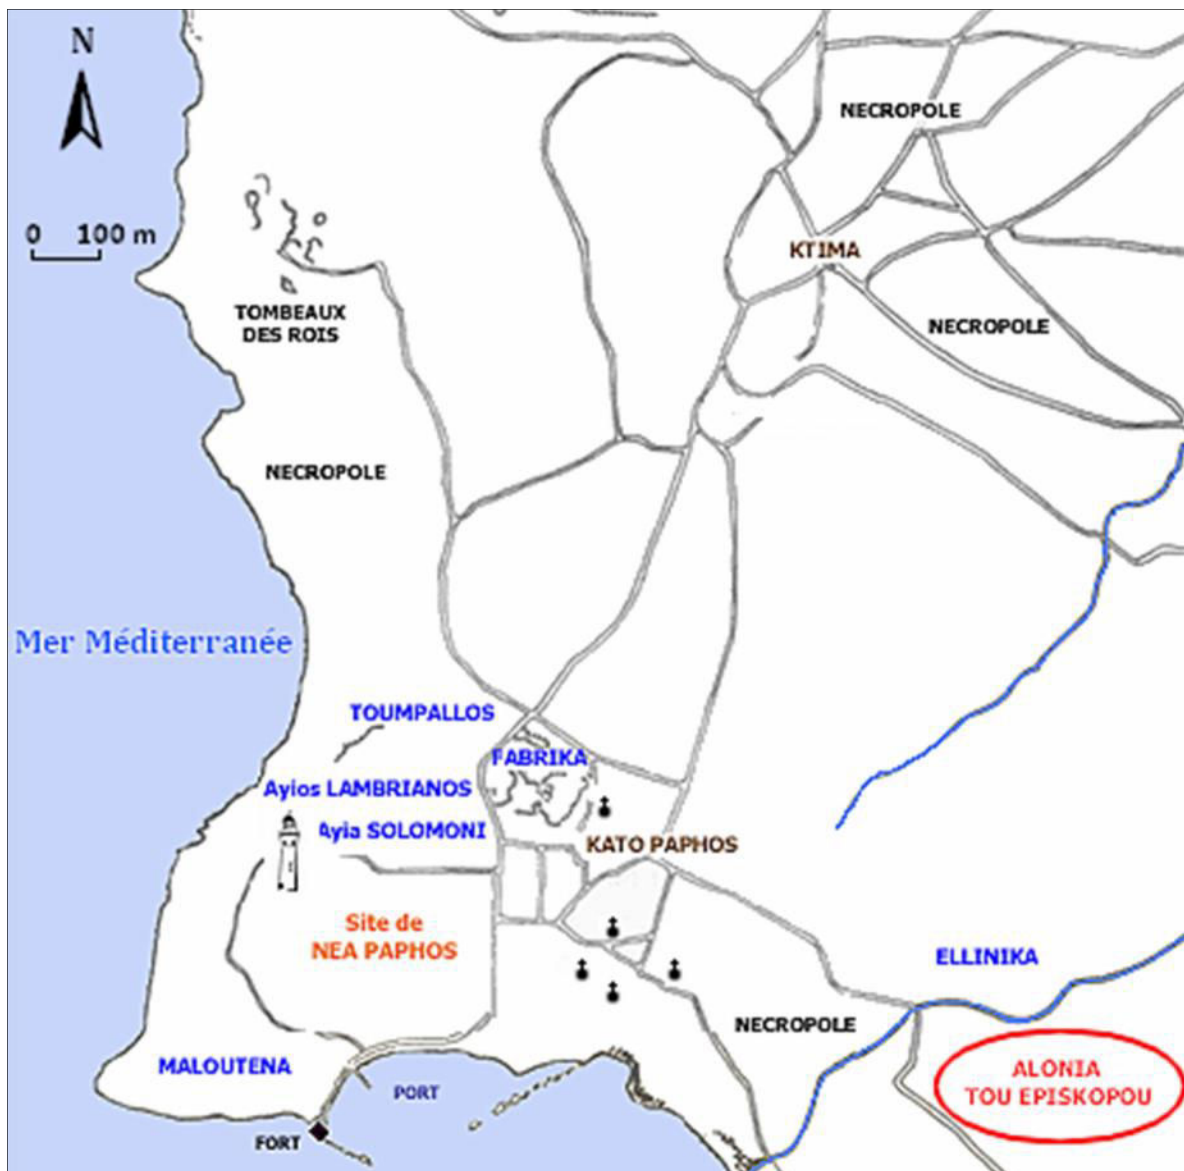 N
NECROPOLE
0 100 m
KTIMA
TOMBEAUX
DES ROIS
NECROPOLE
NECROPOLE
Mer Méditerranée
TOUMPALLOS
FABRIKA
Ayios LAMBRIANOS
Ayia SOLOMONI
KATO PAPHOS
Site de
NEA PAPHOS
ELLINIKA
NECROPOLE
MALOUTENA
ALONIA
TOU EPISKOPOU
PORT
FORT